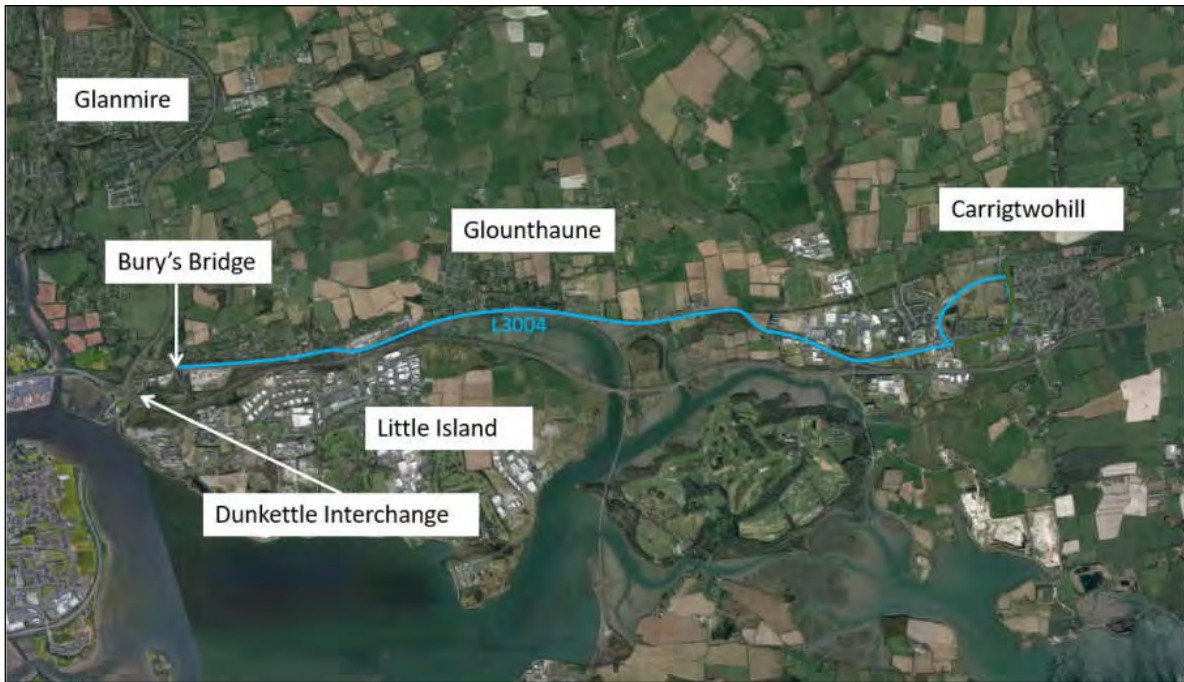 Glanmire
Carrigtwohill
Glounthaune
Bury's Bridge
L3004
Little Island
Dunkettle Interchange